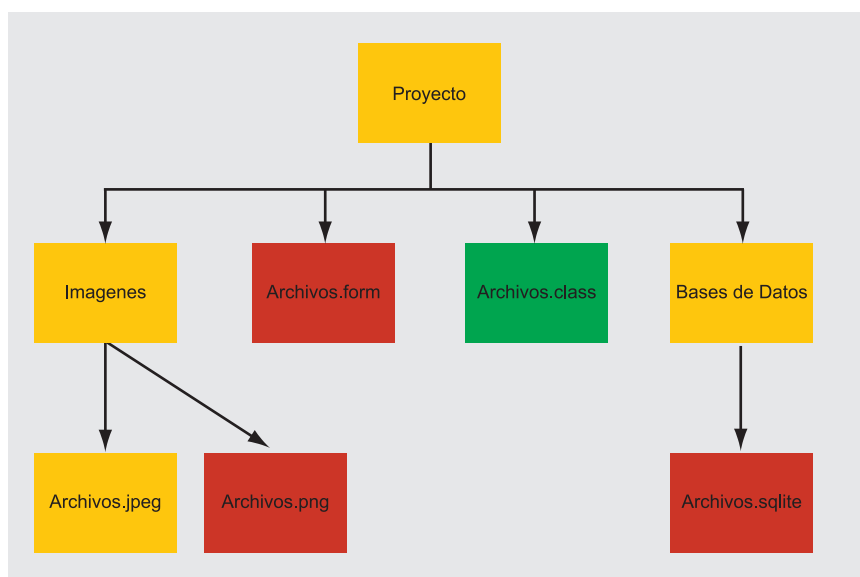 Proyecto
Imagenes
Archivos.form
Archivos.class
Bases de Datos
Archivos.jpeg
Archivos.png
Archivos.sqlite